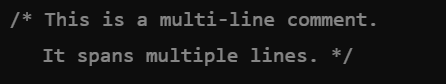 /* This is a multi-line comment.
   It spans multiple lines. */